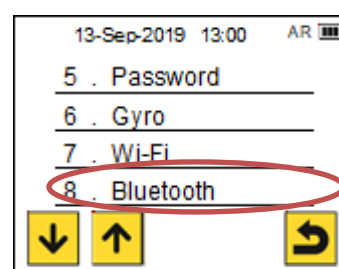 13-Sep-2019 13:00 AR
5 . Password
6 . Gyro
7 . Wi-Fi
8 . Bluetooth